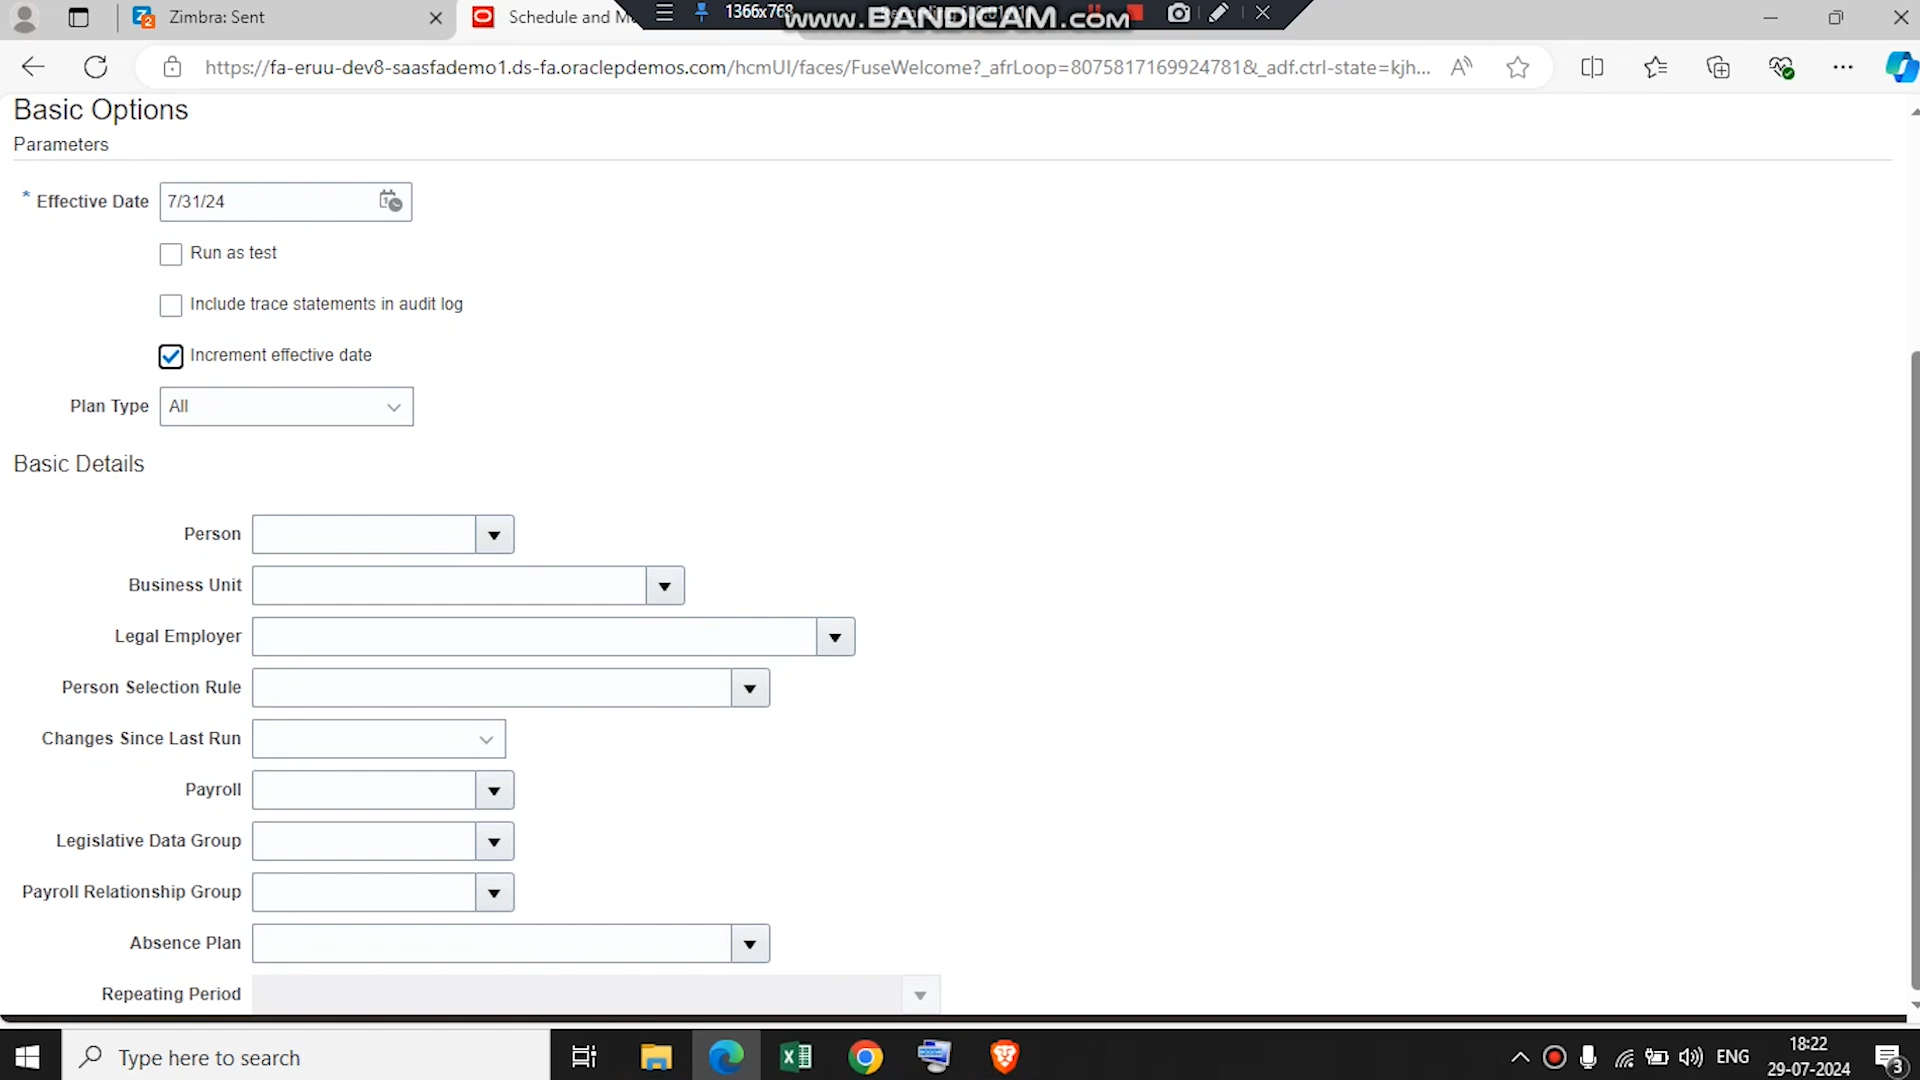 Zimbra: Sent
Schedule and M
1366x768
www.BANDICAM.com
https://fa-eruu-dev8-saasfademo1.ds-fa.oraclepdemos.com/hcmUI/faces/FuseWelcome?_afrLoop=8075817169924781&_adf.ctrl-state=kjh...
Basic Options
Parameters
* Effective Date 7/31/24
Run as test
Include trace statements in audit log
Increment effective date
Plan Type All
Basic Details
Person
Business Unit
Legal Employer
Person Selection Rule
Changes Since Last Run
Payroll
Legislative Data Group
Payroll Relationship Group
Absence Plan
Repeating Period
Type here to search
ENG
18:22
29-07-2024
3